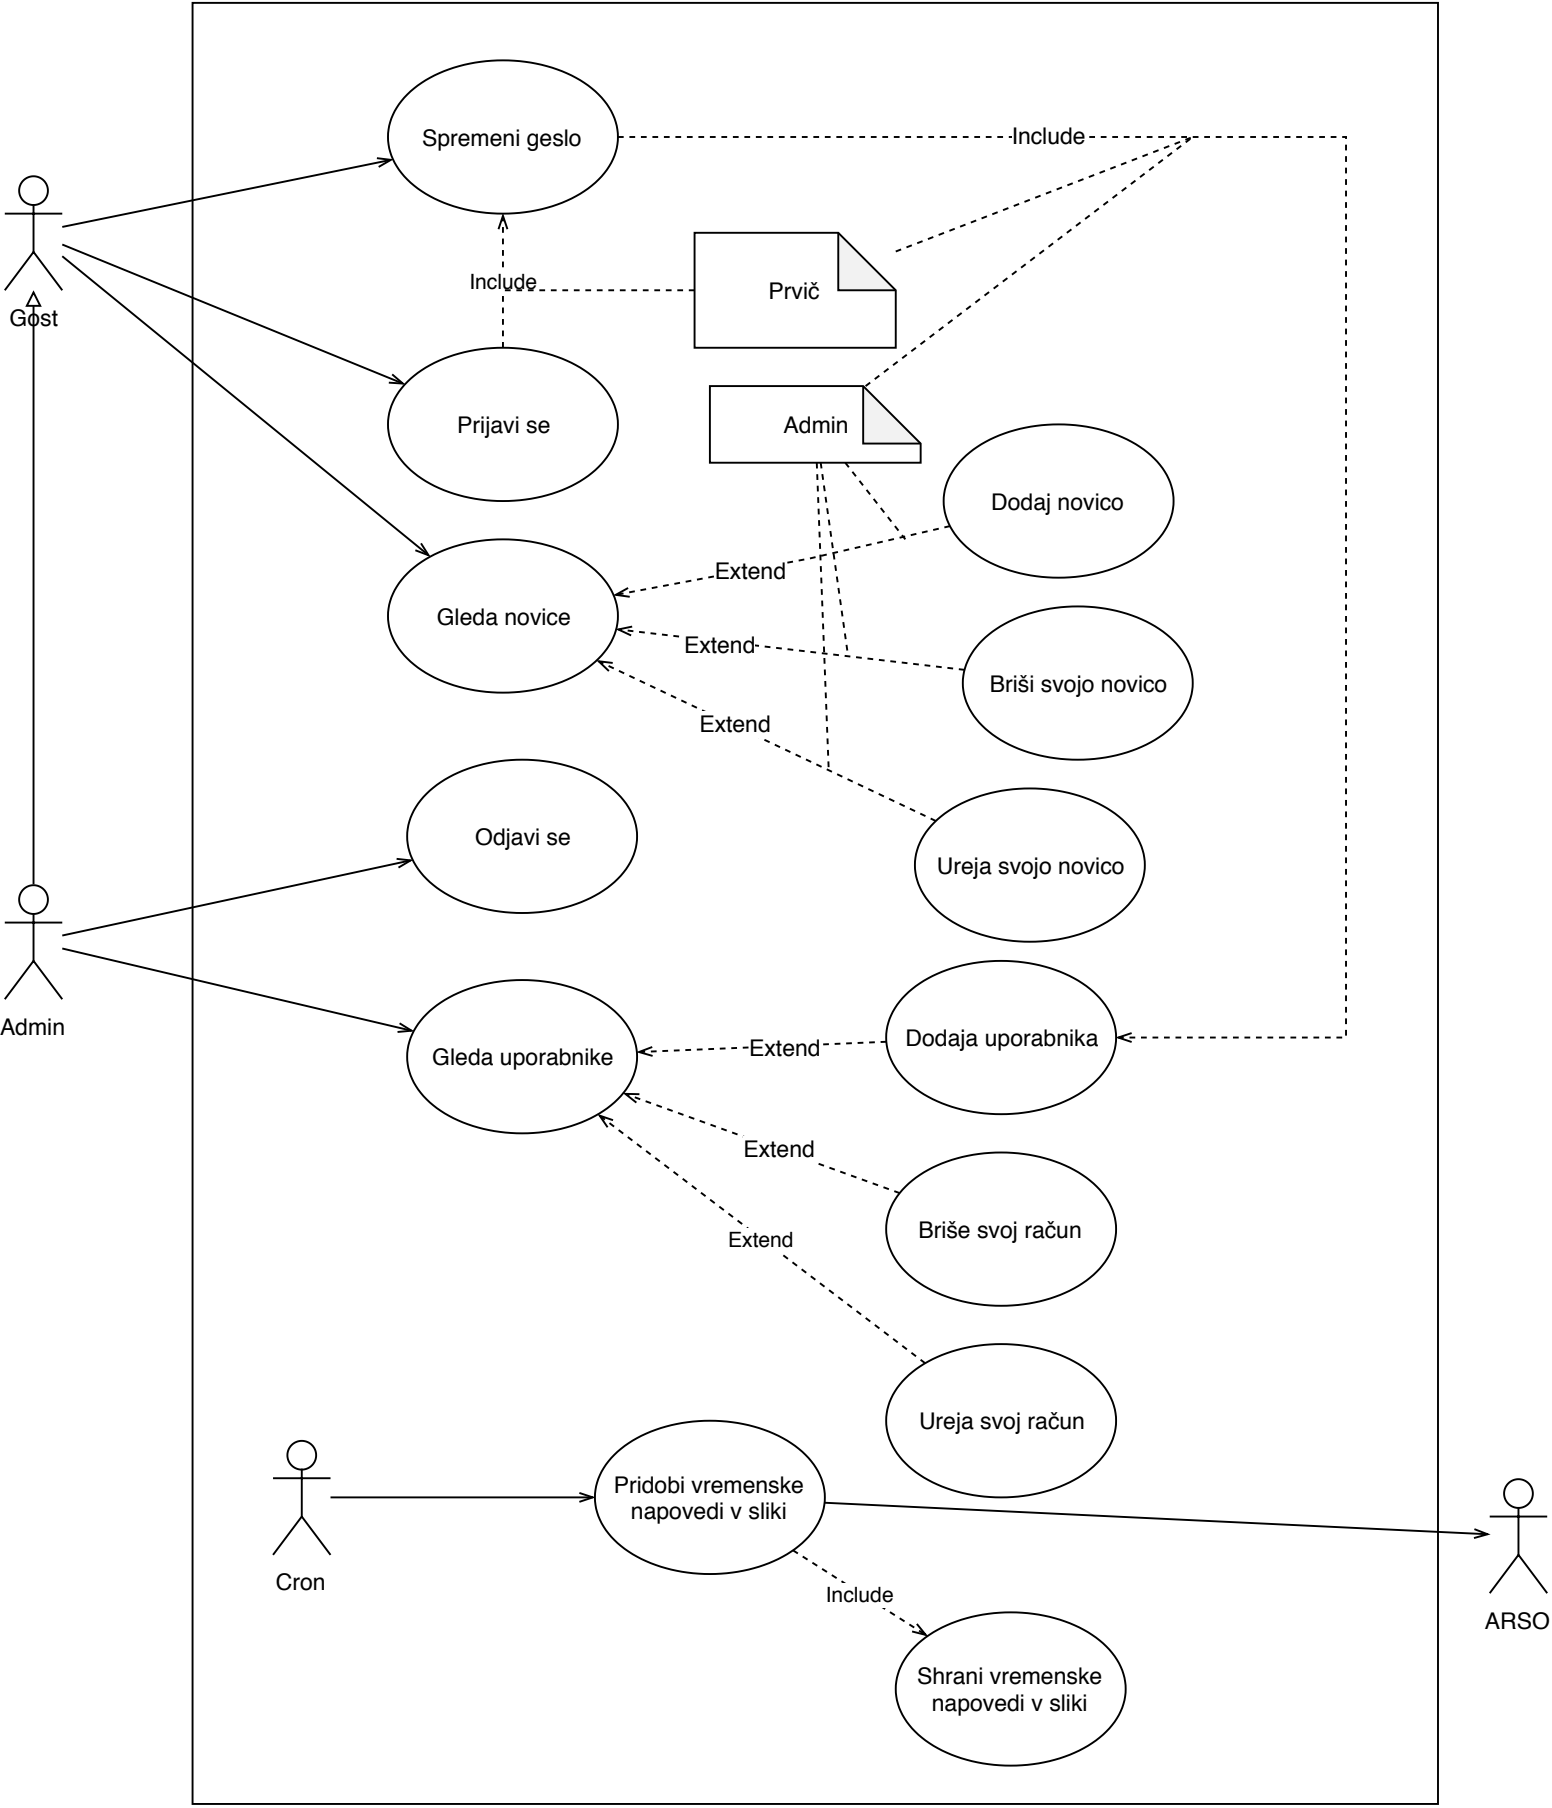 Spremeni geslo
Include
Gost
Include
Prvič
Prijavi se
Admin
Dodaj novico
Extend
Gleda novice
Extend
Briši svojo novico
Extend
Odjavi se
Ureja svojo novico
Admin
Gleda uporabnike
Extend
Dodaja uporabnika
Extend
Briše svoj račun
Extend
Ureja svoj račun
Pridobi vremenske
napovedi v sliki
Cron
Include
ARSO
Shrani vremenske
napovedi v sliki